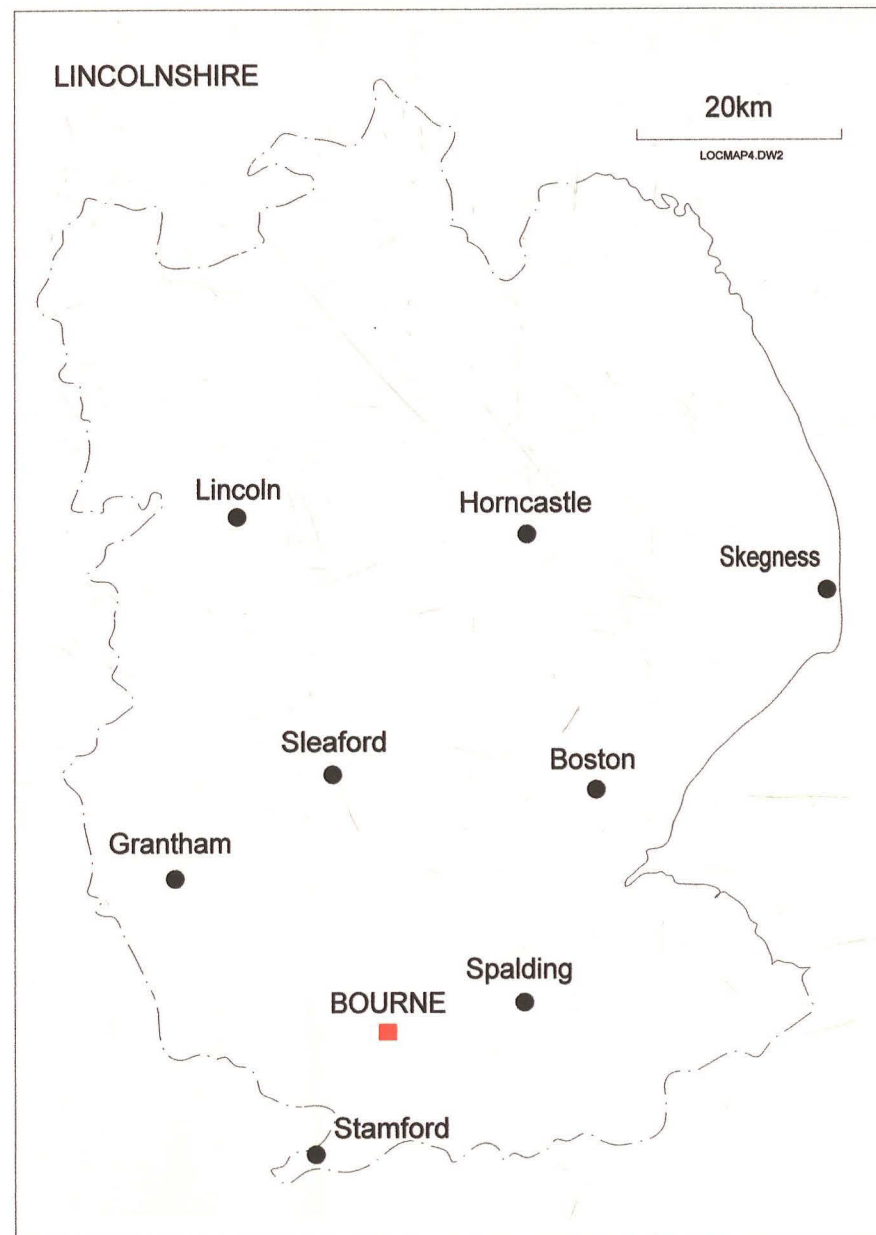 LINCOLNSHIRE
20km
LOCMAP4.DW2
Lincoln
Horncastle
Skegness
Sleaford
Boston
Grantham
Spalding
BOURNE
Stamford